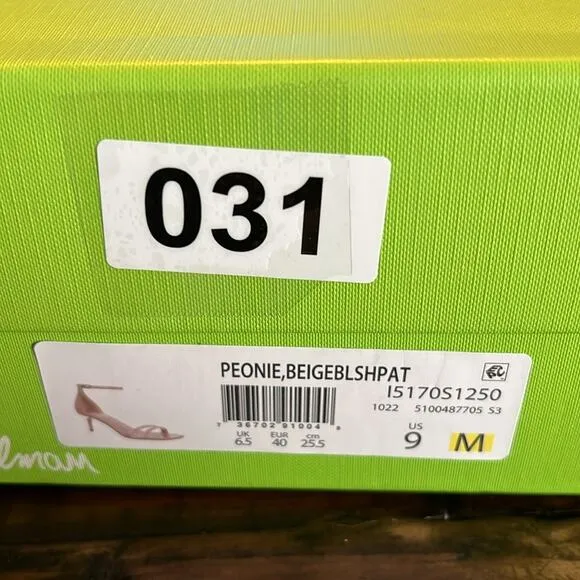 031
PEONIE,BEIGEBLSHPAT
I5170S1250
7 36702 91004
1022 5100487705 S3
UK EUR cm US
6.5 40 25.5 9 M